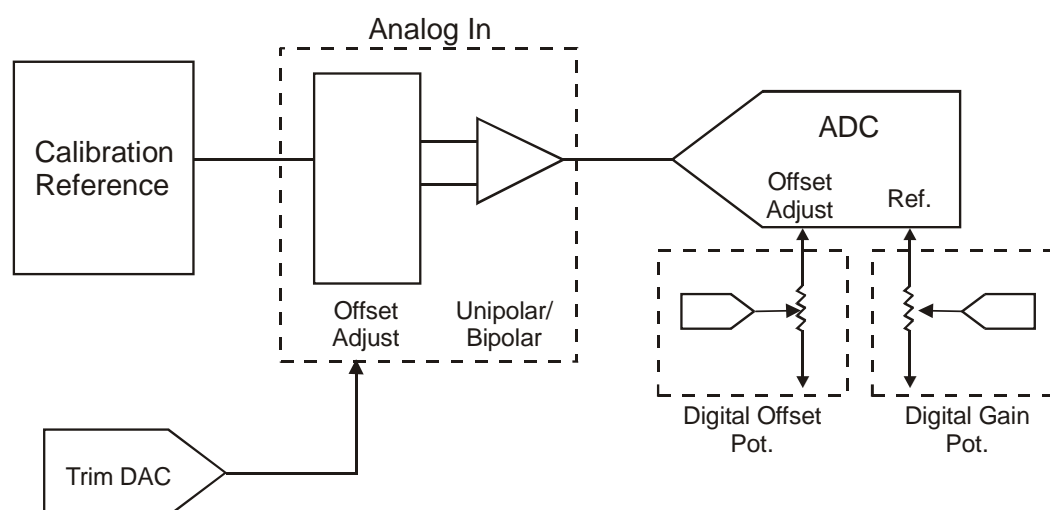 Analog In
Calibration
Reference
ADC
Offset
Adjust
Ref.
Offset
Adjust
Unipolar/
Bipolar
Digital Offset
Pot.
Digital Gain
Pot.
Trim DAC